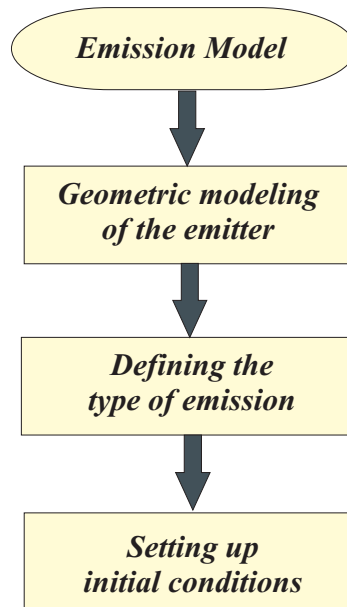 Emission Model
Geometric modeling
of the emitter
Defining the
type of emission
Setting up
initial conditions